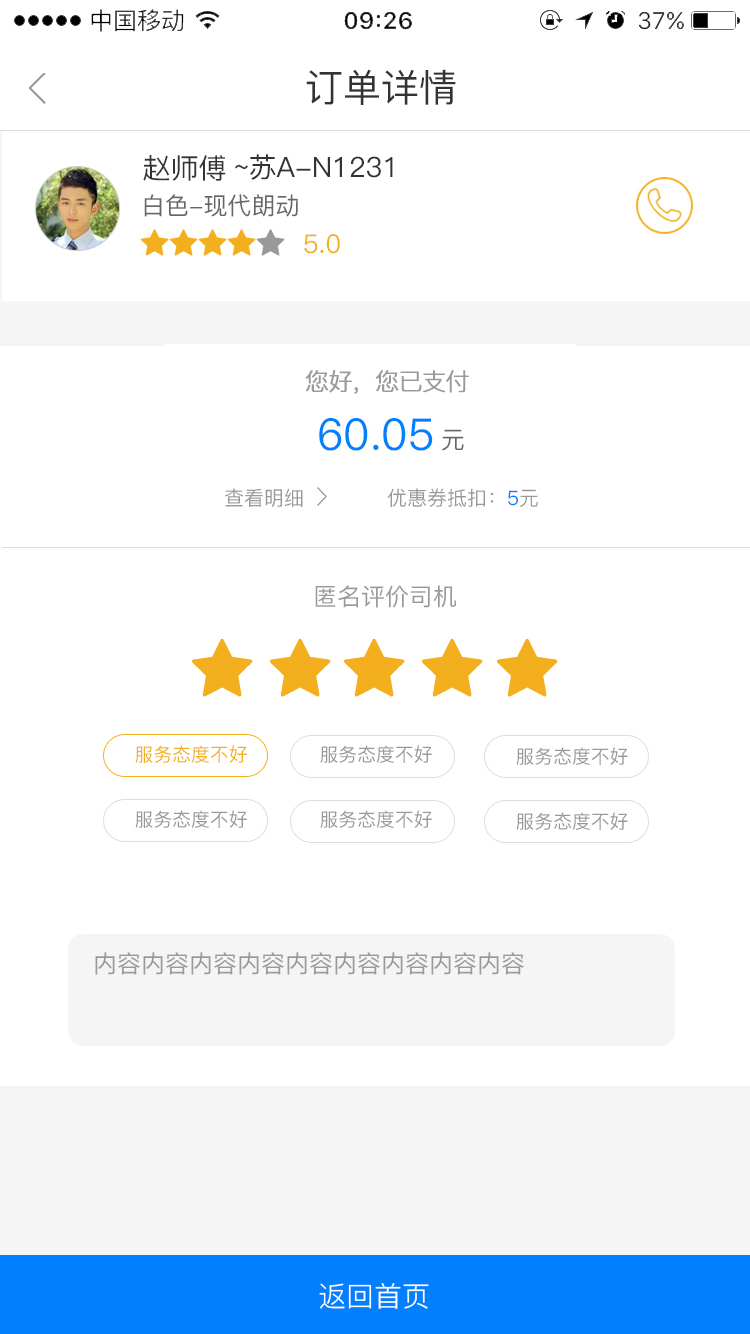 中国移动 09:26 37%
订单详情
赵师傅 ~苏A-N1231
白色-现代朗动
5.0
您好，您已支付
60.05 元
查看明细 优惠券抵扣：5元
匿名评价司机
服务态度不好 服务态度不好 服务态度不好
服务态度不好 服务态度不好 服务态度不好
内容内容内容内容内容内容内容内容内容
返回首页